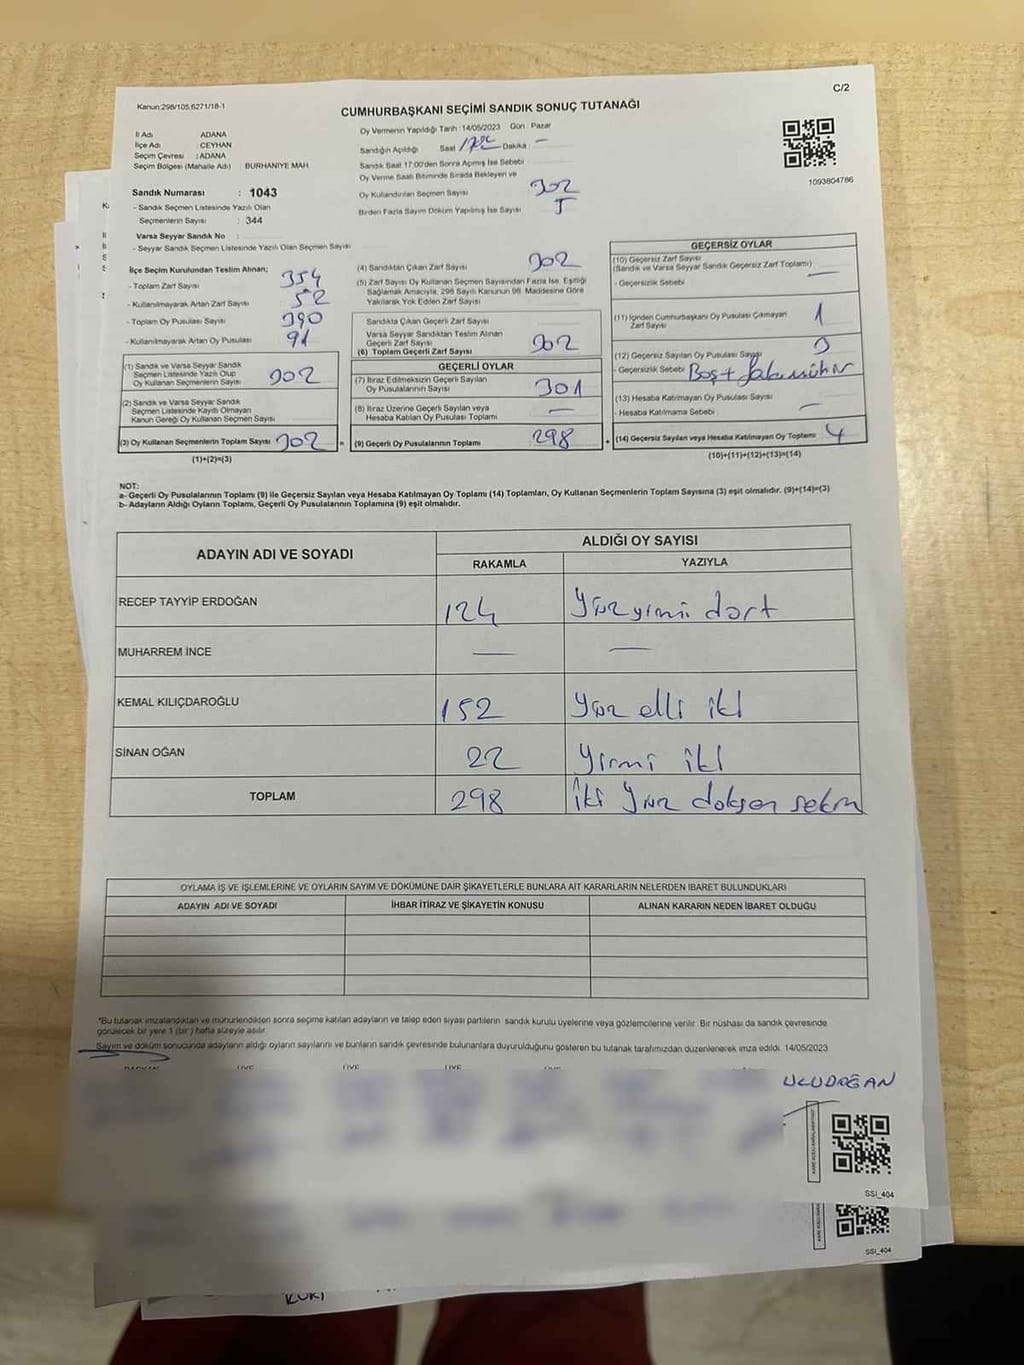 Kanun:298/105,6271/18-1
C/2
CUMHURBAŞKANI SEÇİMİ SANDIK SONUÇ TUTANAĞI
İl Adı ADANA
İlçe Adı : CEYHAN
Seçim Çevresi : ADANA
Seçim Bölgesi (Mahalle Adı) BURHANİYE MAH.
Oy Vermenin Yapıldığı Tarih : 14/05/2023 Gün : Pazar
Sandığın Açıldığı Saat Dakika —
Sandık Saat 17:00'den Sonra Açmış İse Sebebi
Oy Verme Saati Bitiminde Sırada Bekleyen ve
Oy Kullandırılan Seçmen Sayısı 302
Birden Fazla Sayım Döküm Yapılmış İse Sayısı
1093804786
Sandık Numarası : 1043
- Sandık Seçmen Listesinde Yazılı Olan
Seçmenlerin Sayısı : 344
Varsa Seyyar Sandık No :
- Seyyar Sandık Seçmen Listesinde Yazılı Olan Seçmen Sayısı
İlçe Seçim Kurulundan Teslim Alınan;
- Toplam Zarf Sayısı 354
- Kullanılmayarak Artan Zarf Sayısı 52
- Toplam Oy Pusulası Sayısı 390
- Kullanılmayarak Artan Oy Pusulası 91
(1) Sandık ve Varsa Seyyar Sandık
Seçmen Listesinde Yazılı Olup
Oy Kullanan Seçmenlerin Sayısı 302
(2) Sandık ve Varsa Seyyar Sandık
Seçmen Listesinde Kayıtlı Olmayan
Kanun Gereği Oy Kullanan Seçmen Sayısı
(3) Oy Kullanan Seçmenlerin Toplam Sayısı 302 =
(1)+(2)=(3)
(4) Sandıktan Çıkan Zarf Sayısı 302
(5) Zarf Sayısı Oy Kullanan Seçmen Sayısından Fazla İse, Eşitliği
Sağlamak Amacıyla, 298 Sayılı Kanunun 98. Maddesine Göre
Yakılarak Yok Edilen Zarf Sayısı
Sandıkta Çıkan Geçerli Zarf Sayısı
Varsa Seyyar Sandıktan Teslim Alınan
Geçerli Zarf Sayısı
(6) Toplam Geçerli Zarf Sayısı 302
GEÇERLİ OYLAR
(7) İtiraz Edilmeksizin Geçerli Sayılan
Oy Pusulalarının Sayısı 301
(8) İtiraz Üzerine Geçerli Sayılan veya
Hesaba Katılan Oy Pusulası Toplamı —
(9) Geçerli Oy Pusulalarının Toplamı 298 +
GEÇERSİZ OYLAR
(10) Geçersiz Zarf Sayısı
(Sandık ve Varsa Seyyar Sandık Geçersiz Zarf Toplamı) —
- Geçersizlik Sebebi
(11) İçinden Cumhurbaşkanı Oy Pusulası Çıkmayan
Zarf Sayısı 1
(12) Geçersiz Sayılan Oy Pusulası Sayısı 3
- Geçersizlik Sebebi Boş +
(13) Hesaba Katılmayan Oy Pusulası Sayısı —
- Hesaba Katılmama Sebebi
(14) Geçersiz Sayılan veya Hesaba Katılmayan Oy Toplamı 4
(10)+(11)+(12)+(13)=(14)
NOT:
a- Geçerli Oy Pusulalarının Toplamı (9) ile Geçersiz Sayılan veya Hesaba Katılmayan Oy Toplamı (14) Toplamları, Oy Kullanan Seçmenlerin Toplam Sayısına (3) eşit olmalıdır. (9)+(14)=(3)
b- Adayların Aldığı Oyların Toplamı, Geçerli Oy Pusulalarının Toplamına (9) eşit olmalıdır.
ADAYIN ADI VE SOYADI ALDIĞI OY SAYISI
RAKAMLA YAZIYLA
RECEP TAYYİP ERDOĞAN 124 Yüz yirmi dört
MUHARREM İNCE — —
KEMAL KILIÇDAROĞLU 152 Yüz elli iki
SİNAN OĞAN 22 Yirmi iki
TOPLAM 298 İki Yüz doksan sekiz
OYLAMA İŞ VE İŞLEMLERİNE VE OYLARIN SAYIM VE DÖKÜMÜNE DAİR ŞİKAYETLERLE BUNLARA AİT KARARLARIN NELERDEN İBARET BULUNDUKLARI
ADAYIN ADI VE SOYADI İHBAR İTİRAZ VE ŞİKAYETİN KONUSU ALINAN KARARIN NEDEN İBARET OLDUĞU
*Bu tutanak imzalandıktan ve mühürlendikten sonra seçime katılan adayların ve talep eden siyasi partilerin sandık kurulu üyelerine veya gözlemcilerine verilir. Bir nüshası da sandık çevresinde
görülecek bir yere 1 (bir) hafta süreyle asılır.
Sayım ve döküm sonucunda adayların aldığı oyların sayılarını ve bunların sandık çevresinde bulunanlara duyurulduğunu gösteren bu tutanak tarafımızdan düzenlenerek imza edildi. 14/05/2023
BAŞKAN ÜYE ÜYE ÜYE ÜYE
ULUDOĞAN
SSI_404
SSI_404